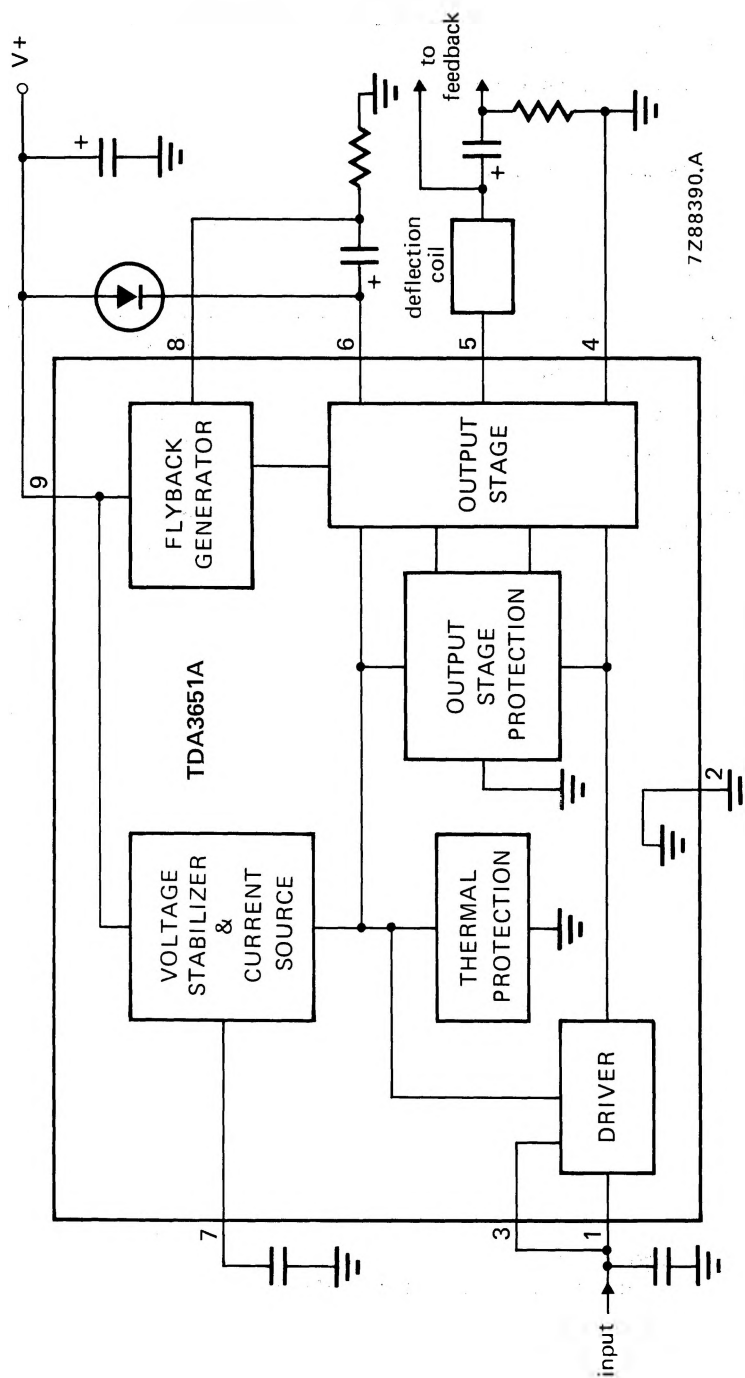 V+
+
9
8
6
5
4
+
deflection
coil
+
to
feedback
7Z88390.A
FLYBACK
GENERATOR
OUTPUT
STAGE
TDA3651A
OUTPUT
STAGE
PROTECTION
VOLTAGE
STABILIZER
&
CURRENT
SOURCE
THERMAL
PROTECTION
2
DRIVER
7
3
1
input